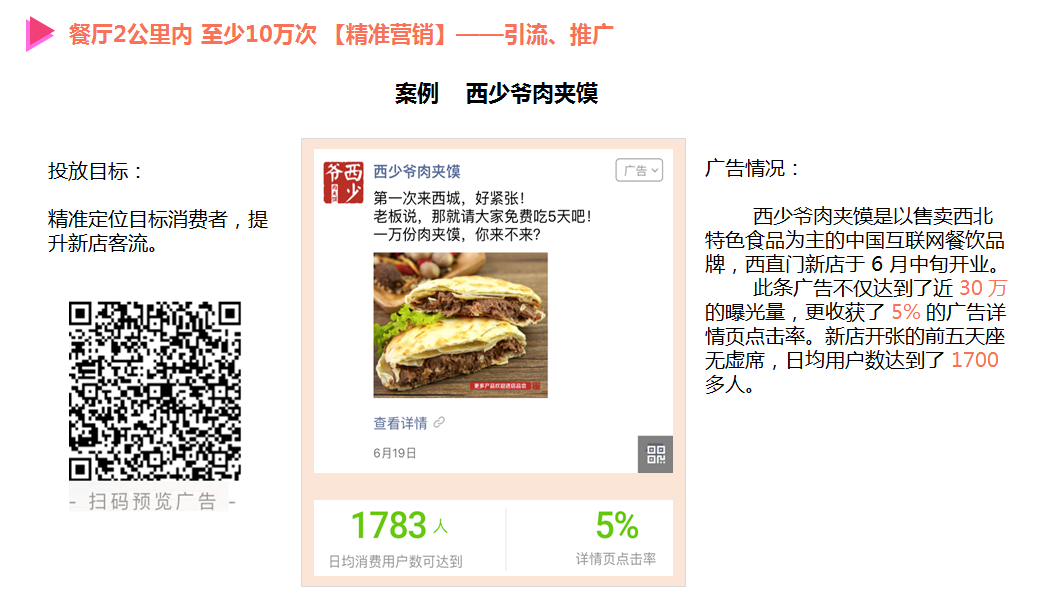 餐厅2公里内 至少10万次 【精准营销】——引流、推广
案例 西少爷肉夹馍
投放目标：
精准定位目标消费者，提
升新店客流。
- 扫码预览广告 -
西少爷
西少爷肉夹馍
广告
第一次来西城，好紧张！
老板说，那就请大家免费吃5天吧！
一万份肉夹馍，你来不来?
更多产品欢迎进店品尝
查看详情
6月19日
1783 人
日均消费用户数可达到
5%
详情页点击率
广告情况：
西少爷肉夹馍是以售卖西北
特色食品为主的中国互联网餐饮品
牌，西直门新店于 6 月中旬开业。
此条广告不仅达到了近 30 万
的曝光量，更收获了 5% 的广告详
情页点击率。新店开张的前五天座
无虚席，日均用户数达到了 1700
多人。